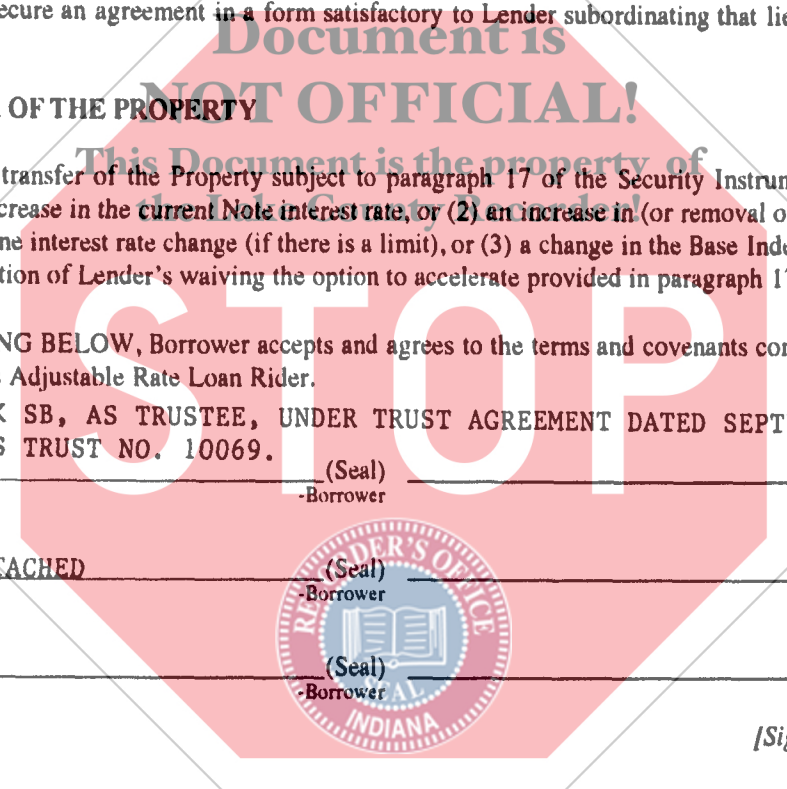 ecure an agreement in a form satisfactory to Lender subordinating that lie
Document is
NOT OFFICIAL!
OF THE PROPERTY
This Document is the property of
transfer of the Property subject to paragraph 17 of the Security Instrum
the Lake County Recorder!
crease in the current Note interest rate, or (2) an increase in (or removal o
ne interest rate change (if there is a limit), or (3) a change in the Base Inde
tion of Lender's waiving the option to accelerate provided in paragraph 17
STOP
NG BELOW, Borrower accepts and agrees to the terms and covenants con
Adjustable Rate Loan Rider.
K SB, AS TRUSTEE, UNDER TRUST AGREEMENT DATED SEPT
S TRUST NO. 10069.
(Seal)
-Borrower
TACHED (Seal)
-Borrower
(Seal)
-Borrower
RECORDER'S OFFICE
SEAL
INDIANA
[Sig